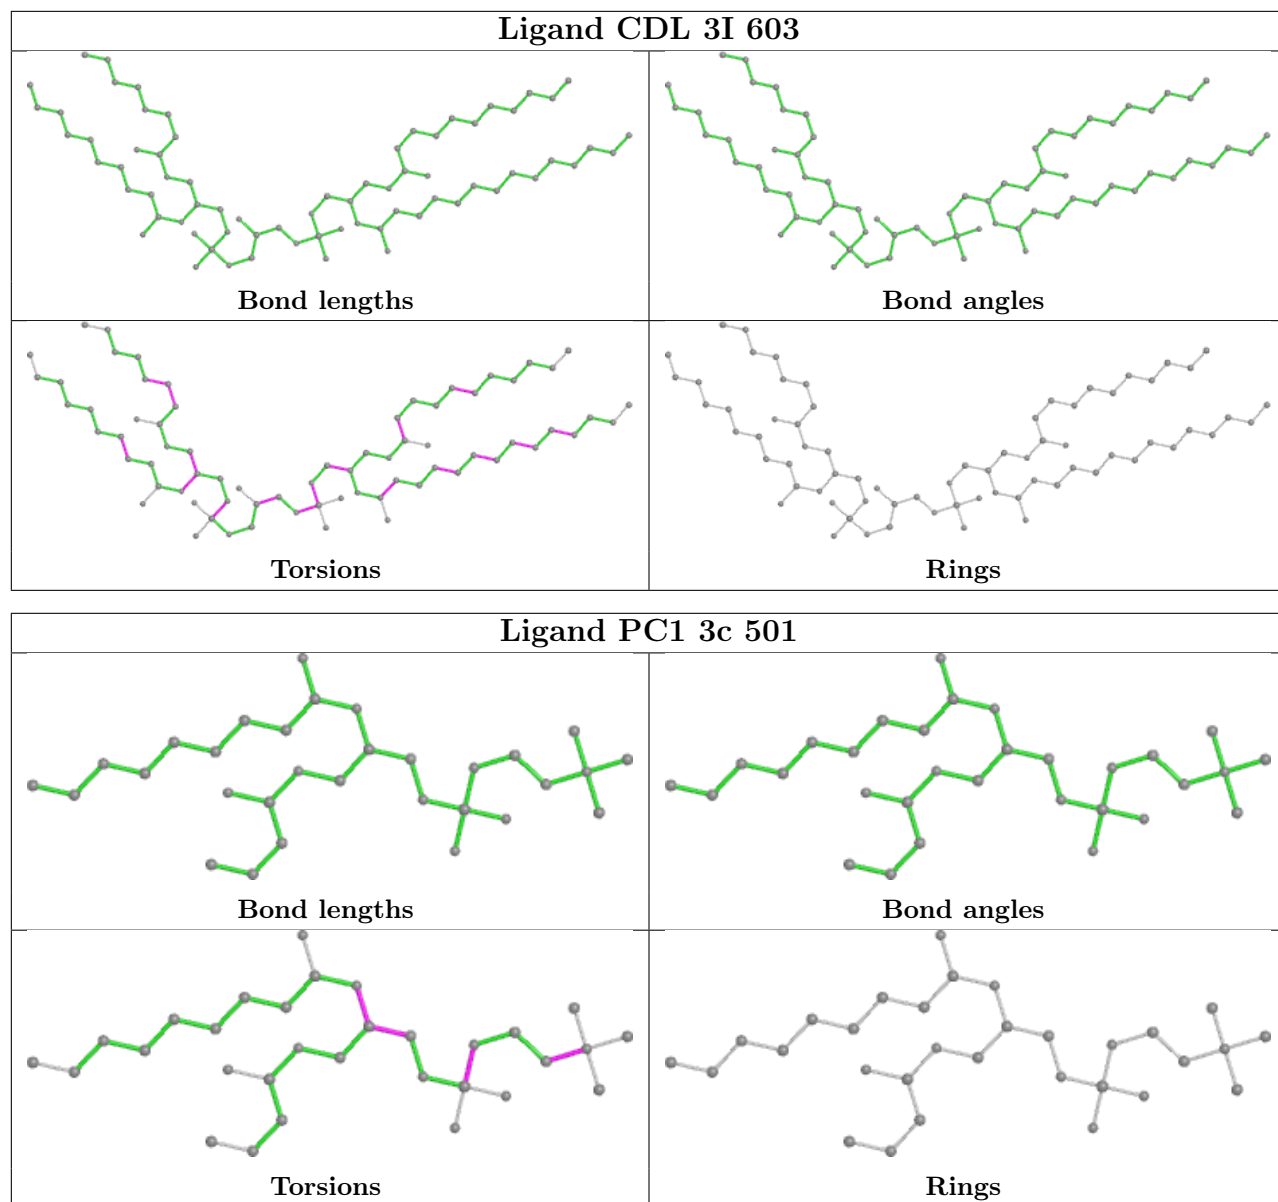 Ligand CDL 3I 603
Bond lengths
Bond angles
Torsions
Rings
Ligand PC1 3c 501
Bond lengths
Bond angles
Torsions
Rings